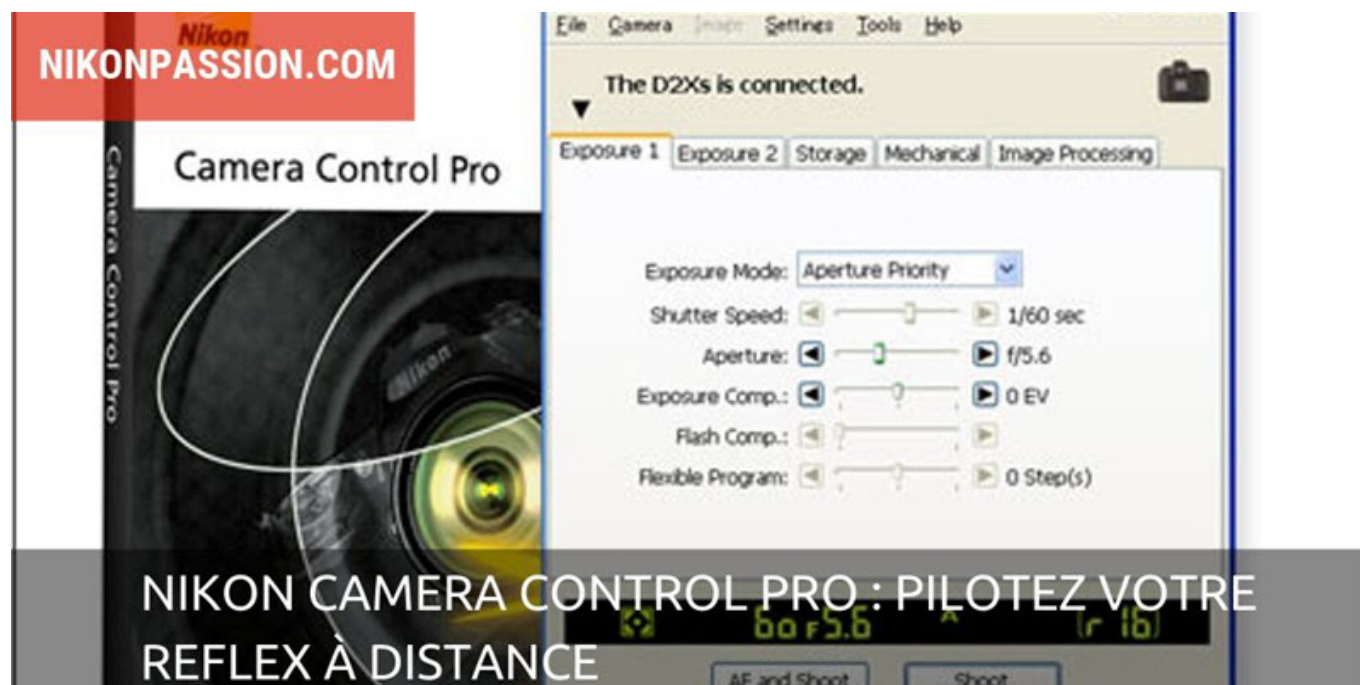 Nikon
NIKONPASSION.COM
Camera Control Pro
Camera Control Pro
Nikon
File Camera Image Settings Tools Help
The D2Xs is connected.
Exposure 1 Exposure 2 Storage Mechanical Image Processing
Exposure Mode: Aperture Priority
Shutter Speed: 1/60 sec
Aperture: f/5.6
Exposure Comp.: 0 EV
Flash Comp.:
Flexible Program: 0 Step(s)
60 F5.6 A [r 16]
AF and Shoot Shoot
NIKON CAMERA CONTROL PRO : PILOTEZ VOTRE
REFLEX À DISTANCE